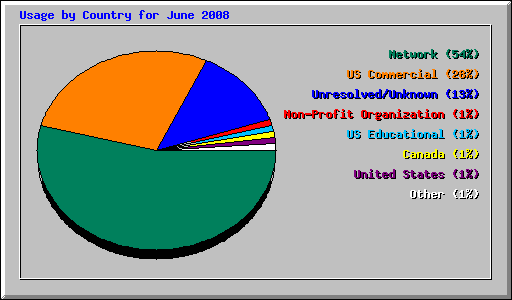 Usage by Country for June 2008
Network (54%)
US Commercial (28%)
Unresolved/Unknown (13%)
Non-Profit Organization (1%)
US Educational (1%)
Canada (1%)
United States (1%)
Other (1%)